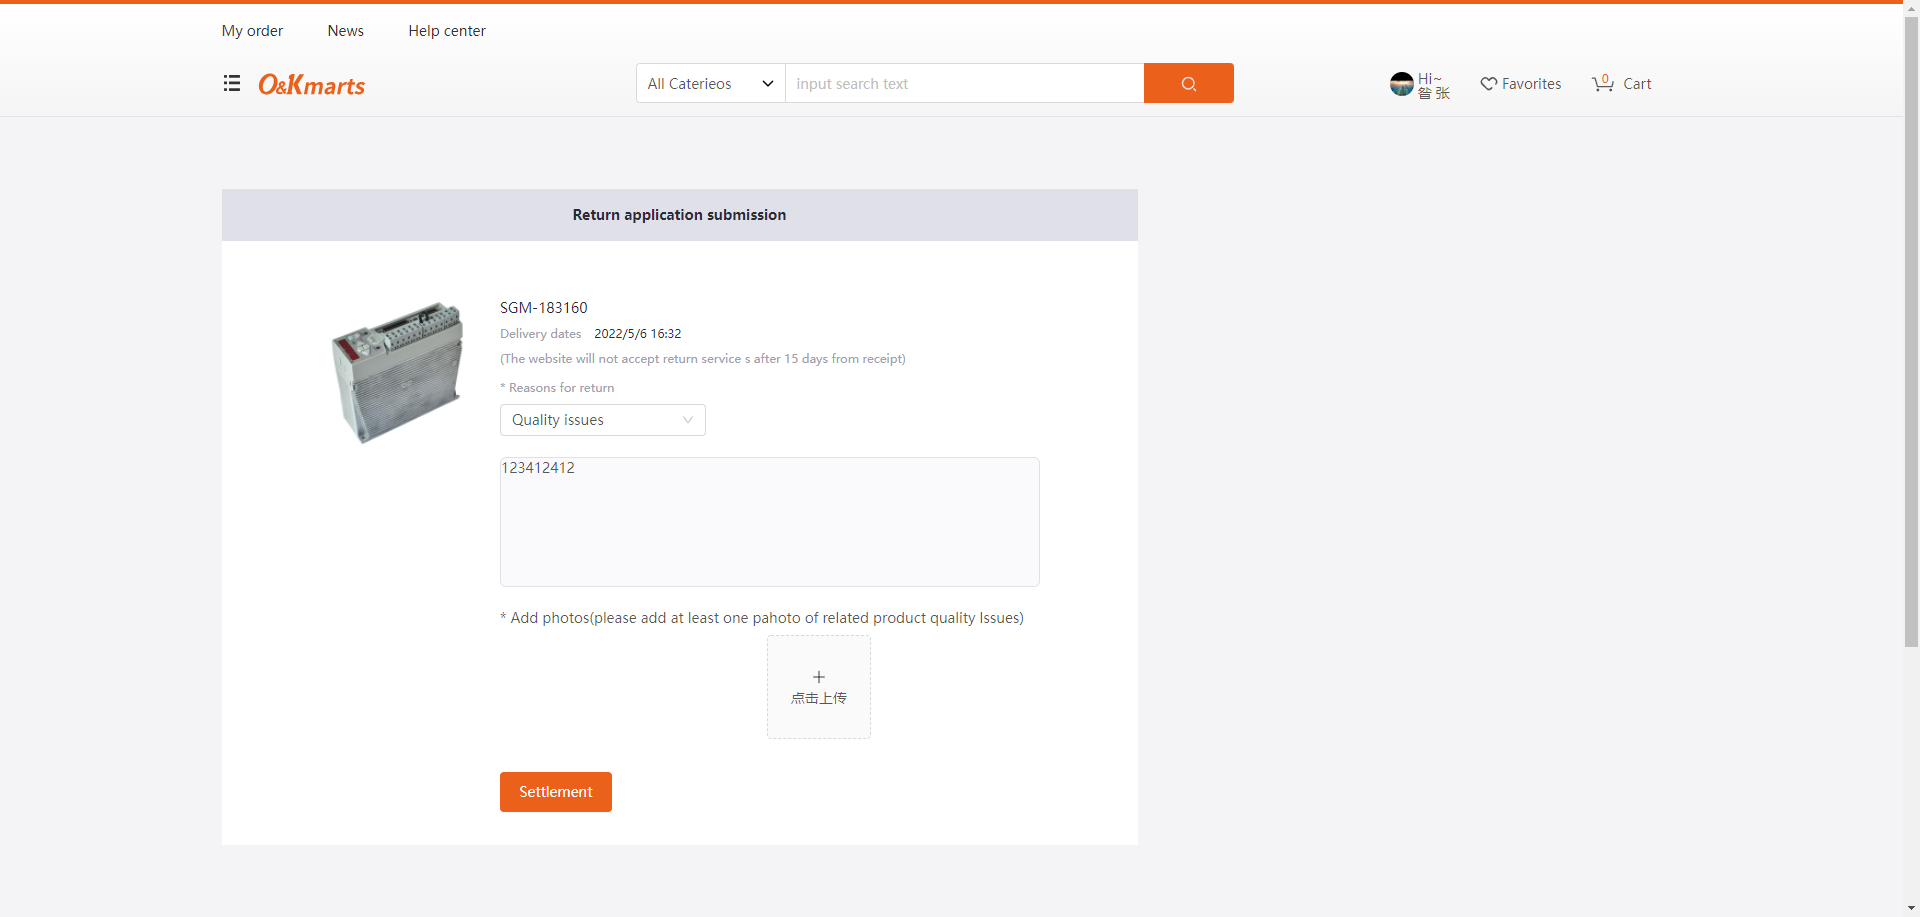 My order
News
Help center
O&Kmarts
All Caterieos
input search text
Hi~
昝 张
Favorites
0
Cart
Return application submission
SGM-183160
Delivery dates 2022/5/6 16:32
(The website will not accept return service s after 15 days from receipt)
* Reasons for return
Quality issues
123412412
* Add photos(please add at least one pahoto of related product quality Issues)
点击上传
Settlement